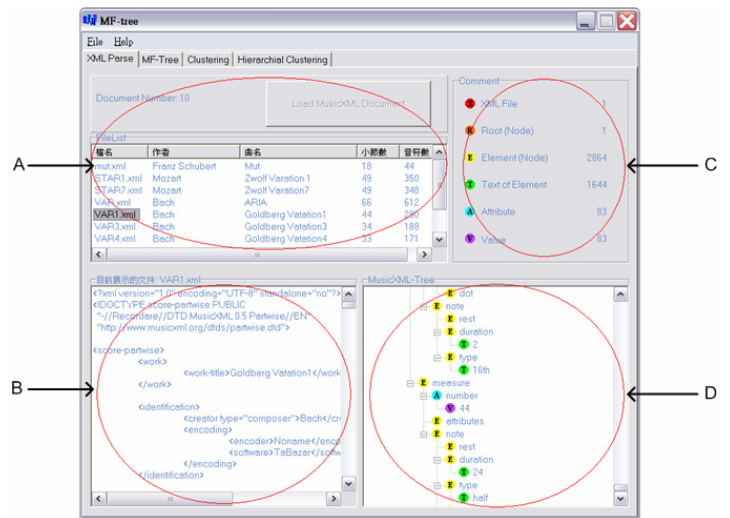 MF-tree
File Help
XML Parse MF-Tree Clustering Hierarchial Clustering
Document Number: 10
Load MusicXML Document
FileList
檔名 作者 曲名 小節數 音符數
mut.xml Franz Schubert Mut 18 44
STAR1.xml Mozart Zwolf Varation 1 49 350
STAR7.xml Mozart Zwolf Varation7 49 348
VAR.xml Bach ARIA 66 612
VAR1.xml Bach Goldberg Vatation1 44 280
VAR3.xml Bach Goldberg Vatation3 34 188
VAR4.xml Bach Goldberg Vatation4 33 171
A
Comment
X XML File 1
R Root (Node) 1
E Element (Node) 2864
T Text of Element 1644
A Attribute 83
V Value 83
C
目前展示的文件: VAR1.xml
<?xml version="1.0" encoding="UTF-8" standalone="no"?>
<!DOCTYPE score-partwise PUBLIC
"-//Recordare//DTD MusicXML 0.5 Partwise//EN"
"http://www.musicxml.org/dtds/partwise.dtd">
<score-partwise>
<work>
<work-title>Goldberg Vatation1</work
</work>
<identification>
<creator type="composer">Bach</cre
<encoding>
<encoder>Noname</enco
<software>TaBazar</softw
</encoding>
</identification>
B
MusicXML-Tree
E dot
E note
E rest
E duration
T 2
E type
T 16th
E measure
A number
V 44
E attributes
E note
E rest
E duration
T 24
E type
T half
D